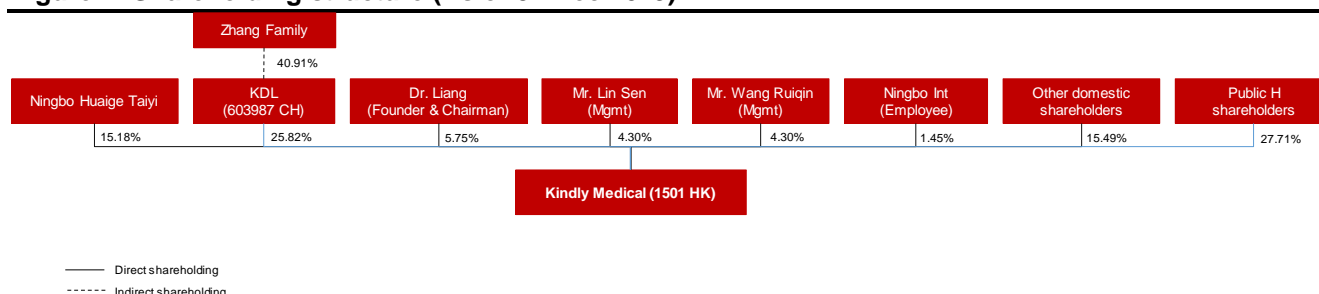 Zhang Family
40.91%
Ningbo Huaige Taiyi
KDL
(603987 CH)
Dr. Liang
(Founder & Chairman)
Mr. Lin Sen
(Mgmt)
Mr. Wang Ruiqin
(Mgmt)
Ningbo Int
(Employee)
Other domestic
shareholders
Public H
shareholders
15.18%
25.82%
5.75%
4.30%
4.30%
1.45%
15.49%
27.71%
Kindly Medical (1501 HK)
Direct shareholding
Indirect shareholding